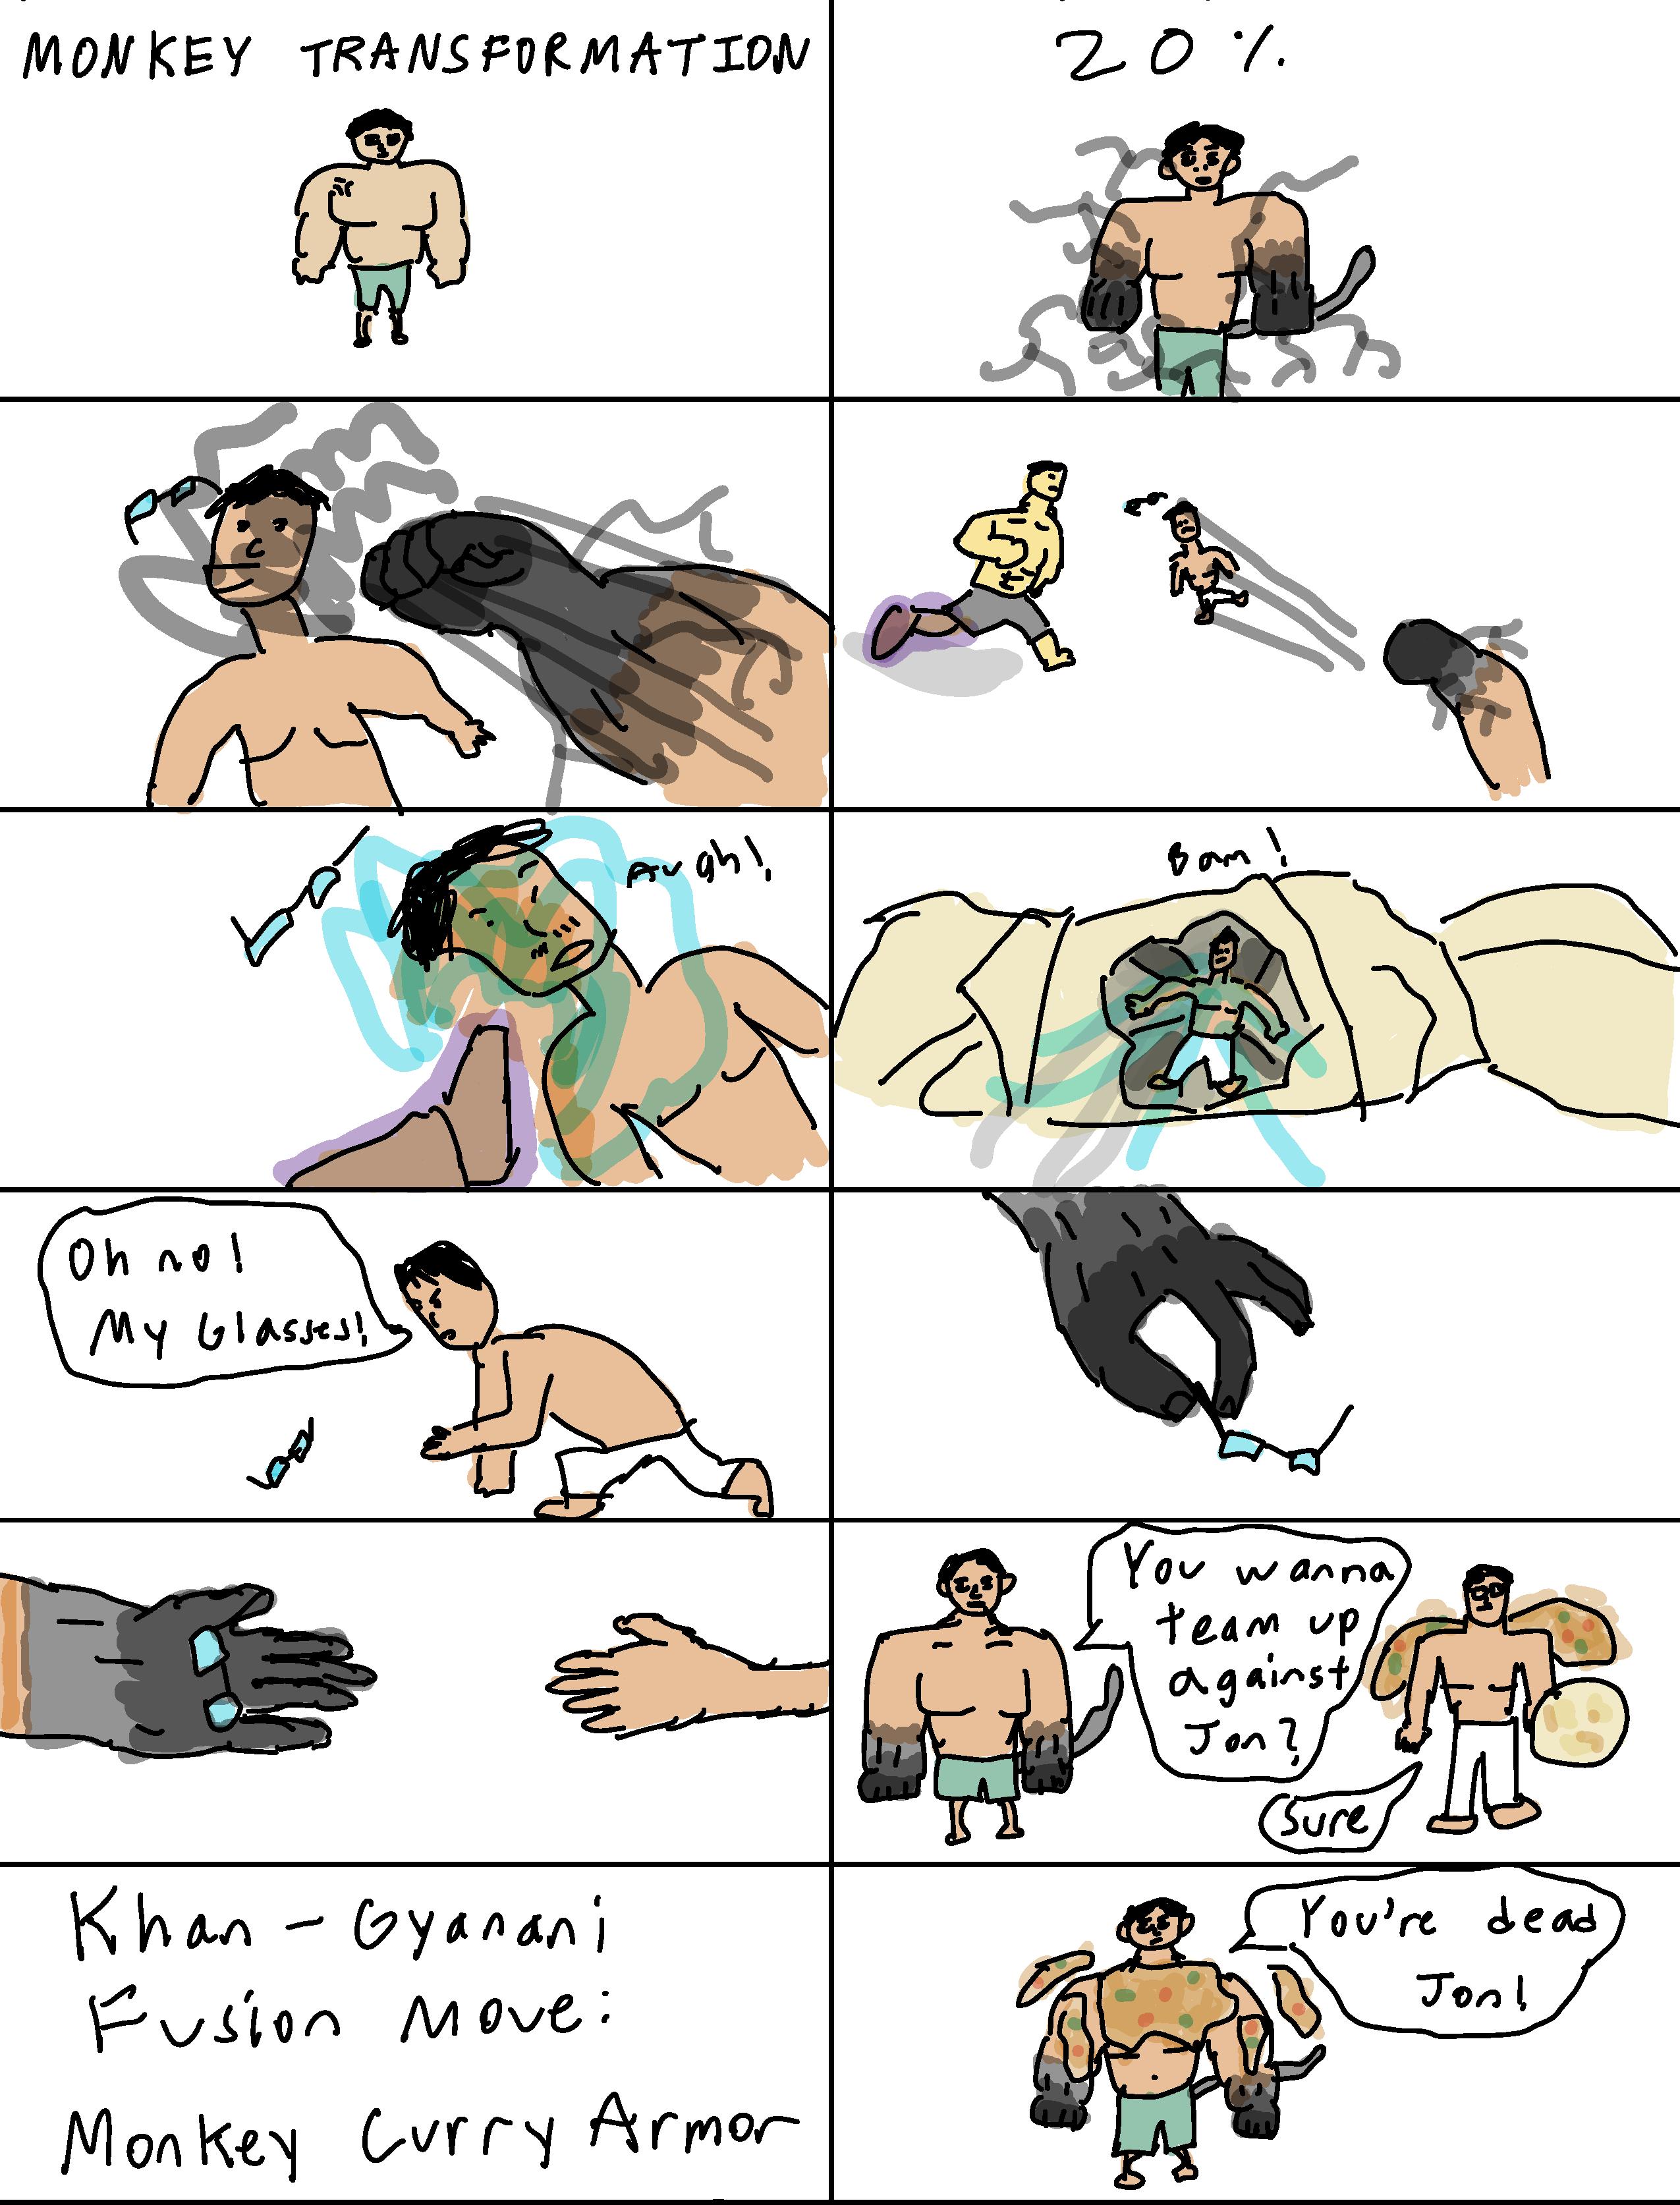 MONKEY TRANSFORMATION
20%
Augh!
Bam!
Oh no!
My Glasses!
You wanna
team up
against
Jon?
Sure
Khan - Gyanani
Fusion Move:
Monkey Curry Armor
You're dead
Jon!